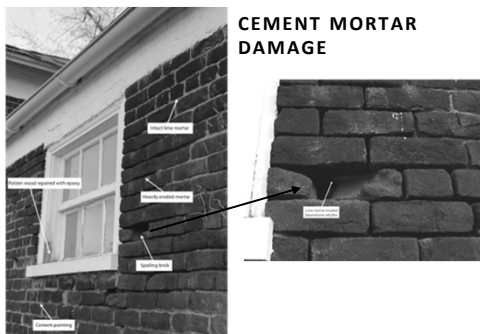 CEMENT MORTAR
DAMAGE
Intact lime mortar
Rotten wood repaired with epoxy
Heavily eroded mortar
Spalling brick
Cement pointing